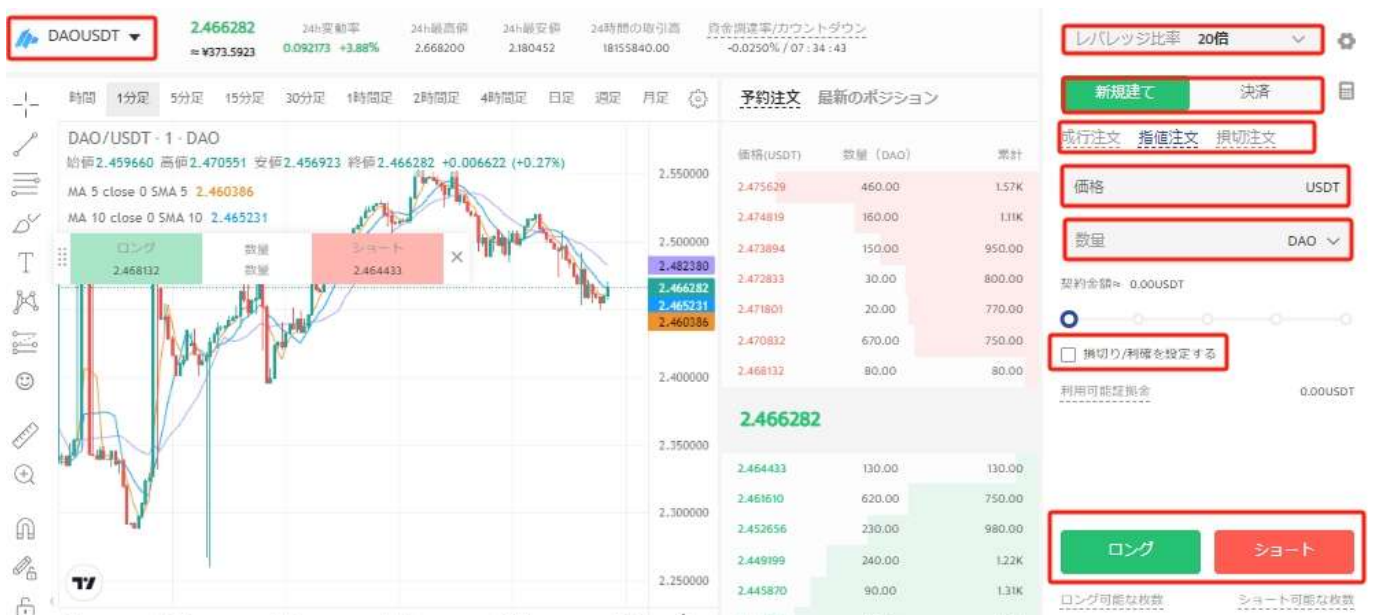 DAOUSDT
2.466282
≈ ¥373.5923
24h変動率
0.092173 +3.88%
24h最高値
2.668200
24h最安値
2.180452
24時間の取引高
18155840.00
資金調達率/カウントダウン
-0.0250% / 07 : 34 : 43
レバレッジ比率 20倍
時間 1分足 5分足 15分足 30分足 1時間足 2時間足 4時間足 日足 週足 月足
DAO/USDT · 1 · DAO
始値2.459660 高値2.470551 安値2.456923 終値2.466282 +0.006622 (+0.27%)
MA 5 close 0 SMA 5 2.460386
MA 10 close 0 SMA 10 2.465231
ロング 数量 ショート
2.468132 数量 2.464433
2.550000
2.500000
2.482380
2.466282
2.465231
2.460386
2.400000
2.350000
2.300000
2.250000
予約注文 最新のポジション
価格(USDT) 数量 (DAO) 累計
2.475629 460.00 1.57K
2.474819 160.00 1.11K
2.473894 150.00 950.00
2.472833 30.00 800.00
2.471801 20.00 770.00
2.470832 670.00 750.00
2.468132 80.00 80.00
2.466282
2.464433 130.00 130.00
2.461610 620.00 750.00
2.452656 230.00 980.00
2.449199 240.00 1.22K
2.445870 90.00 1.31K
新規建て 決済
成行注文 指値注文 損切注文
価格 USDT
数量 DAO
契約金額≈ 0.00USDT
損切り/利確を設定する
利用可能証拠金 0.00USDT
ロング ショート
ロング可能な枚数 ショート可能な枚数